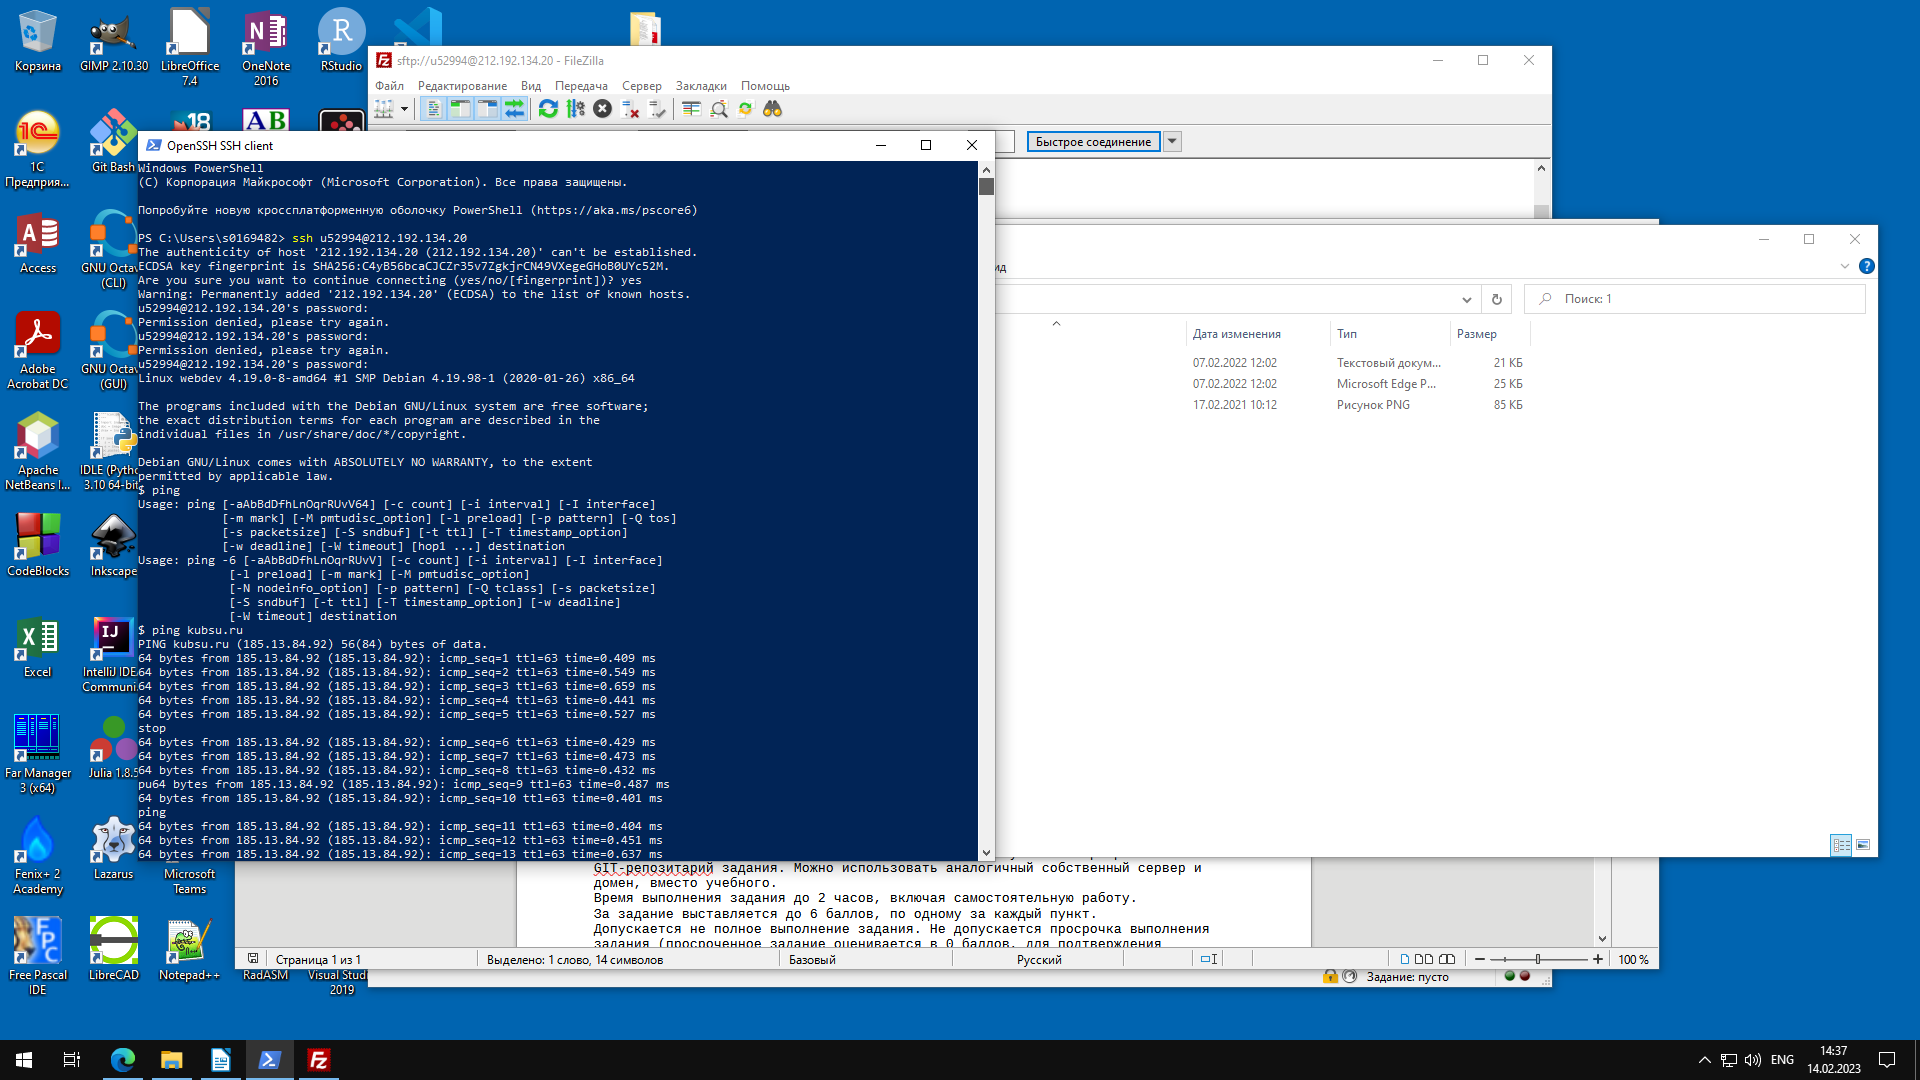 Корзина
GIMP 2.10.30
LibreOffice 7.4
OneNote 2016
RStudio
1С Предприя...
Git Bash
Access
GNU Octav (CLI)
Adobe Acrobat DC
GNU Octav (GUI)
Apache NetBeans I...
IDLE (Pytho 3.10 64-bit
CodeBlocks
Inkscape
Excel
IntelliJ IDE Communi.
Far Manager 3 (x64)
Julia 1.8.5
Fenix+ 2 Academy
Lazarus
Microsoft Teams
Free Pascal IDE
LibreCAD
Notepad++
RadASM
Visual Studi 2019
sftp://u52994@212.192.134.20 - FileZilla
Файл Редактирование Вид Передача Сервер Закладки Помощь
Быстрое соединение
OpenSSH SSH client
Windows PowerShell
(C) Корпорация Майкрософт (Microsoft Corporation). Все права защищены.
Попробуйте новую кроссплатформенную оболочку PowerShell (https://aka.ms/pscore6)
PS C:\Users\s0169482> ssh u52994@212.192.134.20
The authenticity of host '212.192.134.20 (212.192.134.20)' can't be established.
ECDSA key fingerprint is SHA256:C4yB56bcaCJCZr35v7ZgkjrCN49VXegeGHoB0UYc52M.
Are you sure you want to continue connecting (yes/no/[fingerprint])? yes
Warning: Permanently added '212.192.134.20' (ECDSA) to the list of known hosts.
u52994@212.192.134.20's password:
Permission denied, please try again.
u52994@212.192.134.20's password:
Permission denied, please try again.
u52994@212.192.134.20's password:
Linux webdev 4.19.0-8-amd64 #1 SMP Debian 4.19.98-1 (2020-01-26) x86_64
The programs included with the Debian GNU/Linux system are free software;
the exact distribution terms for each program are described in the
individual files in /usr/share/doc/*/copyright.
Debian GNU/Linux comes with ABSOLUTELY NO WARRANTY, to the extent
permitted by applicable law.
$ ping
Usage: ping [-aAbBdDfhLnOqrRUvV64] [-c count] [-i interval] [-I interface]
[-m mark] [-M pmtudisc_option] [-l preload] [-p pattern] [-Q tos]
[-s packetsize] [-S sndbuf] [-t ttl] [-T timestamp_option]
[-w deadline] [-W timeout] [hop1 ...] destination
Usage: ping -6 [-aAbBdDfhLnOqrRUvV] [-c count] [-i interval] [-I interface]
[-l preload] [-m mark] [-M pmtudisc_option]
[-N nodeinfo_option] [-p pattern] [-Q tclass] [-s packetsize]
[-S sndbuf] [-t ttl] [-T timestamp_option] [-w deadline]
[-W timeout] destination
$ ping kubsu.ru
PING kubsu.ru (185.13.84.92) 56(84) bytes of data.
64 bytes from 185.13.84.92 (185.13.84.92): icmp_seq=1 ttl=63 time=0.409 ms
64 bytes from 185.13.84.92 (185.13.84.92): icmp_seq=2 ttl=63 time=0.549 ms
64 bytes from 185.13.84.92 (185.13.84.92): icmp_seq=3 ttl=63 time=0.659 ms
64 bytes from 185.13.84.92 (185.13.84.92): icmp_seq=4 ttl=63 time=0.441 ms
64 bytes from 185.13.84.92 (185.13.84.92): icmp_seq=5 ttl=63 time=0.527 ms
stop
64 bytes from 185.13.84.92 (185.13.84.92): icmp_seq=6 ttl=63 time=0.429 ms
64 bytes from 185.13.84.92 (185.13.84.92): icmp_seq=7 ttl=63 time=0.473 ms
64 bytes from 185.13.84.92 (185.13.84.92): icmp_seq=8 ttl=63 time=0.432 ms
pu64 bytes from 185.13.84.92 (185.13.84.92): icmp_seq=9 ttl=63 time=0.487 ms
64 bytes from 185.13.84.92 (185.13.84.92): icmp_seq=10 ttl=63 time=0.401 ms
ping
64 bytes from 185.13.84.92 (185.13.84.92): icmp_seq=11 ttl=63 time=0.404 ms
64 bytes from 185.13.84.92 (185.13.84.92): icmp_seq=12 ttl=63 time=0.451 ms
64 bytes from 185.13.84.92 (185.13.84.92): icmp_seq=13 ttl=63 time=0.637 ms
ид
Поиск: 1
Дата изменения Тип Размер
07.02.2022 12:02 Текстовый докум... 21 КБ
07.02.2022 12:02 Microsoft Edge P... 25 КБ
17.02.2021 10:12 Рисунок PNG 85 КБ
GIT-репозитарий задания. Можно использовать аналогичный собственный сервер и
домен, вместо учебного.
Время выполнения задания до 2 часов, включая самостоятельную работу.
За задание выставляется до 6 баллов, по одному за каждый пункт.
Допускается не полное выполнение задания. Не допускается просрочка выполнения
задания (просроченное задание оценивается в 0 баллов, для подтверждения
Страница 1 из 1 Выделено: 1 слово, 14 символов Базовый Русский 100 %
Задание: пусто
ENG
14:37
14.02.2023